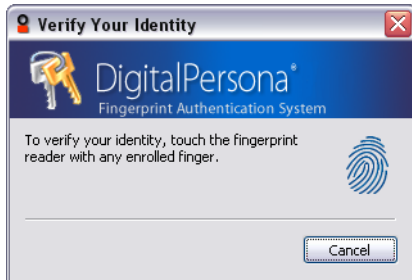 Verify Your Identity
DigitalPersona®
Fingerprint Authentication System
To verify your identity, touch the fingerprint
reader with any enrolled finger.
Cancel